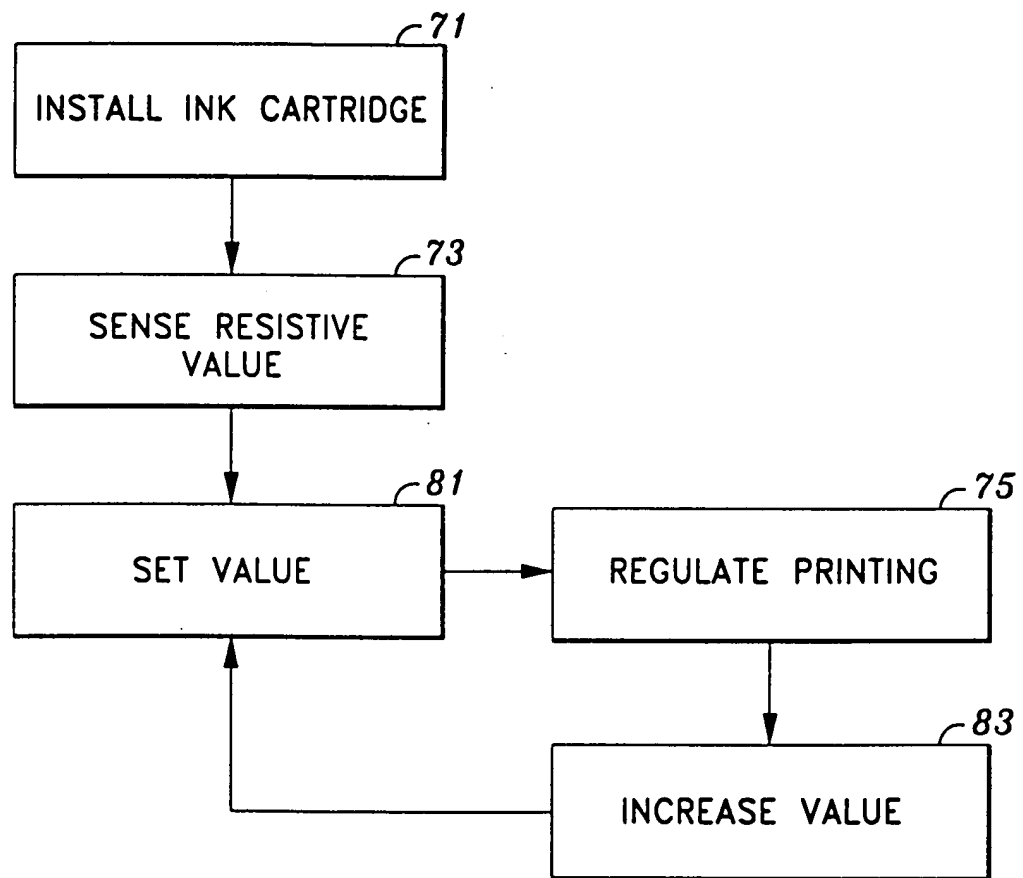 71
INSTALL INK CARTRIDGE
73
SENSE RESISTIVE
VALUE
81
SET VALUE
75
REGULATE PRINTING
83
INCREASE VALUE